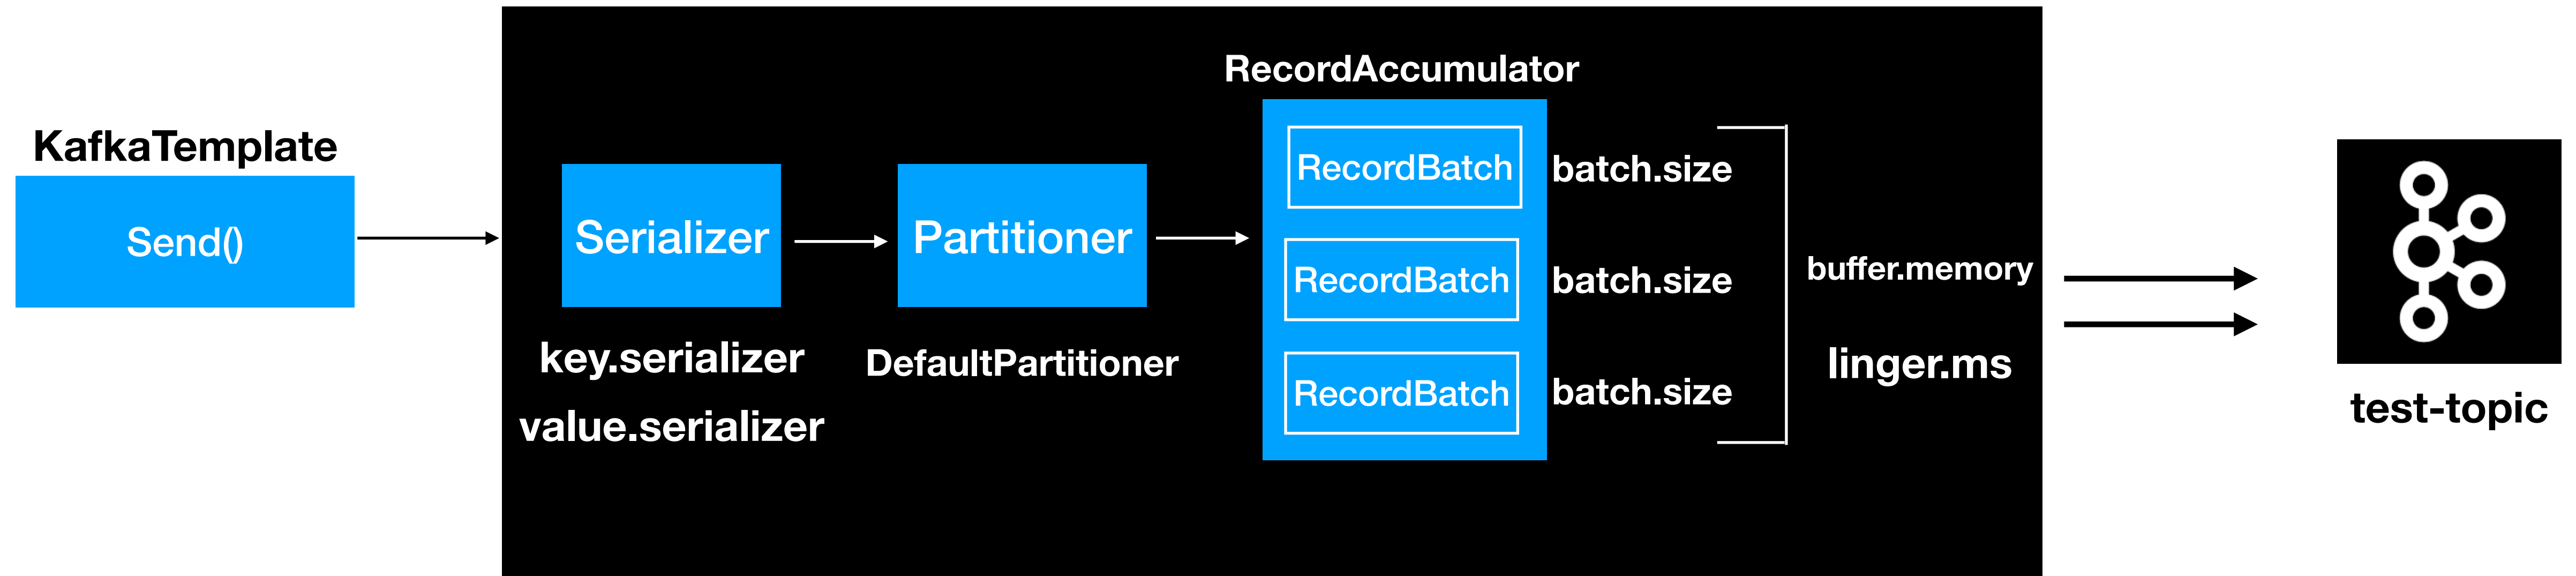 KafkaTemplate
Send()
Serializer
key.serializer
value.serializer
Partitioner
DefaultPartitioner
RecordAccumulator
RecordBatch
batch.size
RecordBatch
batch.size
RecordBatch
batch.size
buffer.memory
linger.ms
test-topic